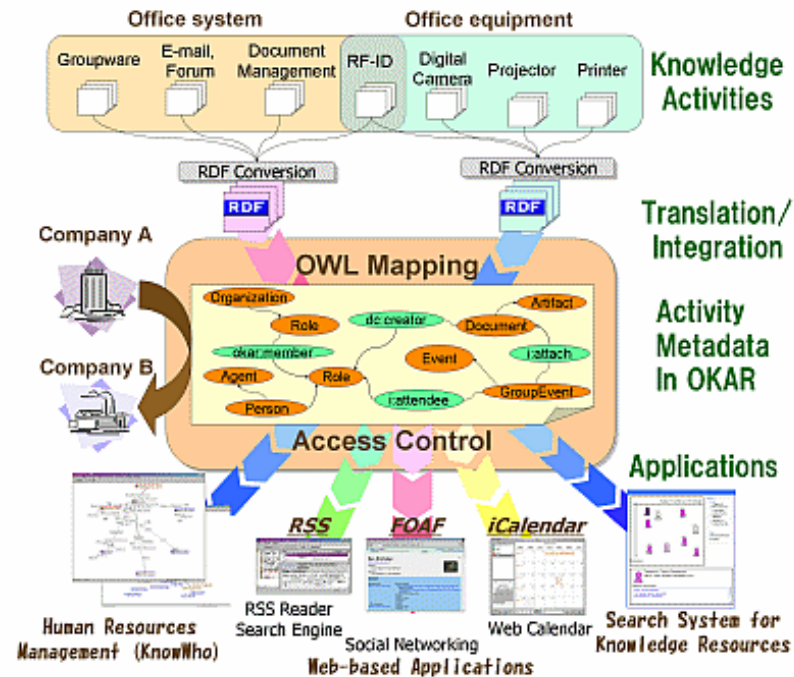 Office system
Office equipment
Groupware
E-mail,
Forum
Document
Management
RF-ID
Digital
Camera
Projector
Printer
Knowledge
Activities
RDF Conversion
RDF Conversion
RDF
RDF
Translation/
Integration
Company A
OWL Mapping
Organization
Role
dc:creator
Artifact
Document
okar:member
Event
i:attach
Agent
Role
GroupEvent
Person
i:attendee
Activity
Metadata
In OKAR
Company B
Access Control
Applications
RSS
FOAF
iCalendar
RSS Reader
Search Engine
Social Networking
Web Calendar
Human Resources
Management (KnowWho)
Web-based Applications
Search System for
Knowledge Resources